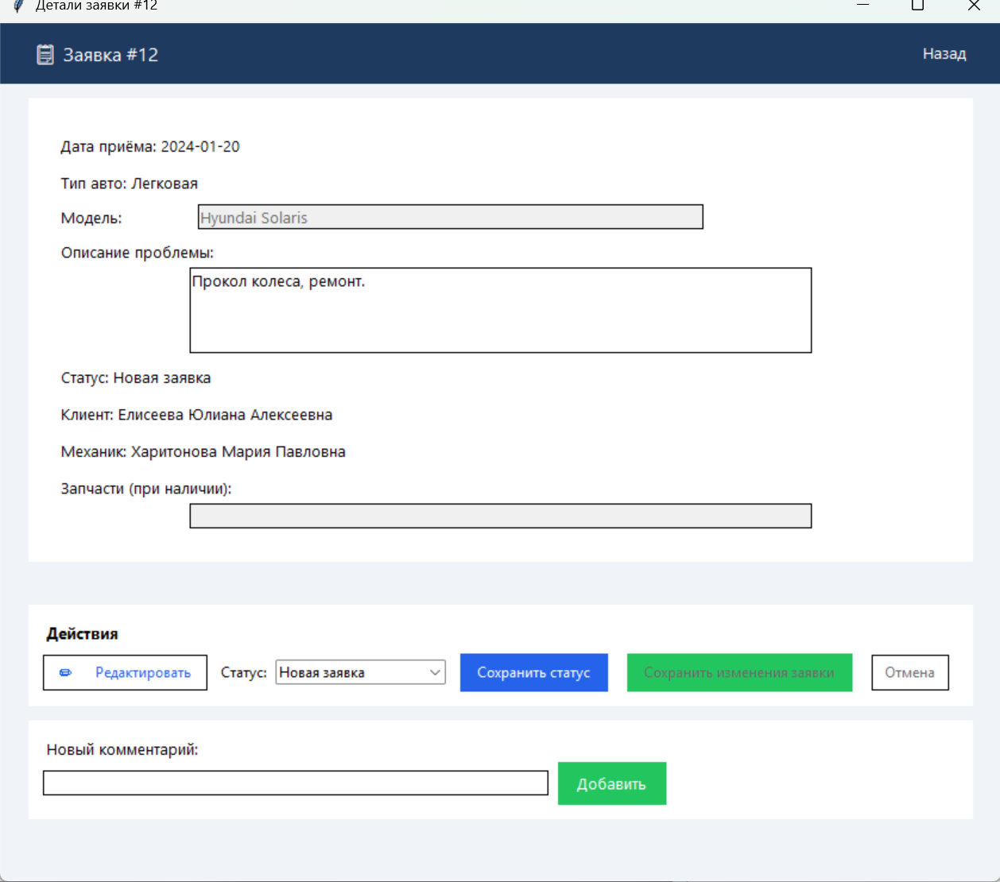 Детали заявки #12
Заявка #12
Назад
Дата приёма: 2024-01-20
Тип авто: Легковая
Модель: Hyundai Solaris
Описание проблемы:
Прокол колеса, ремонт.
Статус: Новая заявка
Клиент: Елисеева Юлиана Алексеевна
Механик: Харитонова Мария Павловна
Запчасти (при наличии):
Действия
Редактировать Статус: Новая заявка Сохранить статус Сохранить изменения заявки Отмена
Новый комментарий:
Добавить